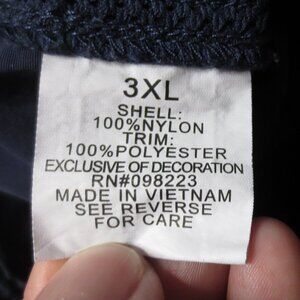 3XL
SHELL:
100%NYLON
TRIM:
100%POLYESTER
EXCLUSIVE OF DECORATION
RN#098223
MADE IN VIETNAM
SEE REVERSE
FOR CARE